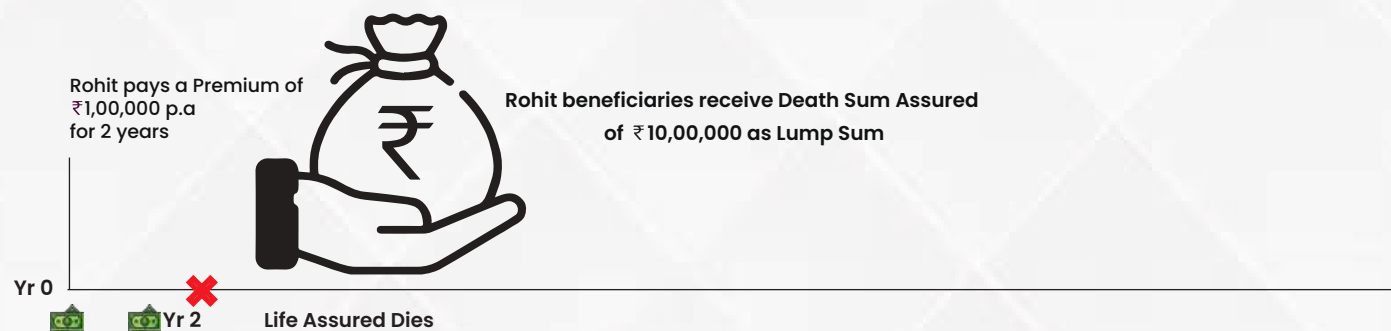 Rohit pays a Premium of
₹1,00,000 p.a
for 2 years
₹
Rohit beneficiaries receive Death Sum Assured
of ₹10,00,000 as Lump Sum
Yr 0
Yr 2
Life Assured Dies